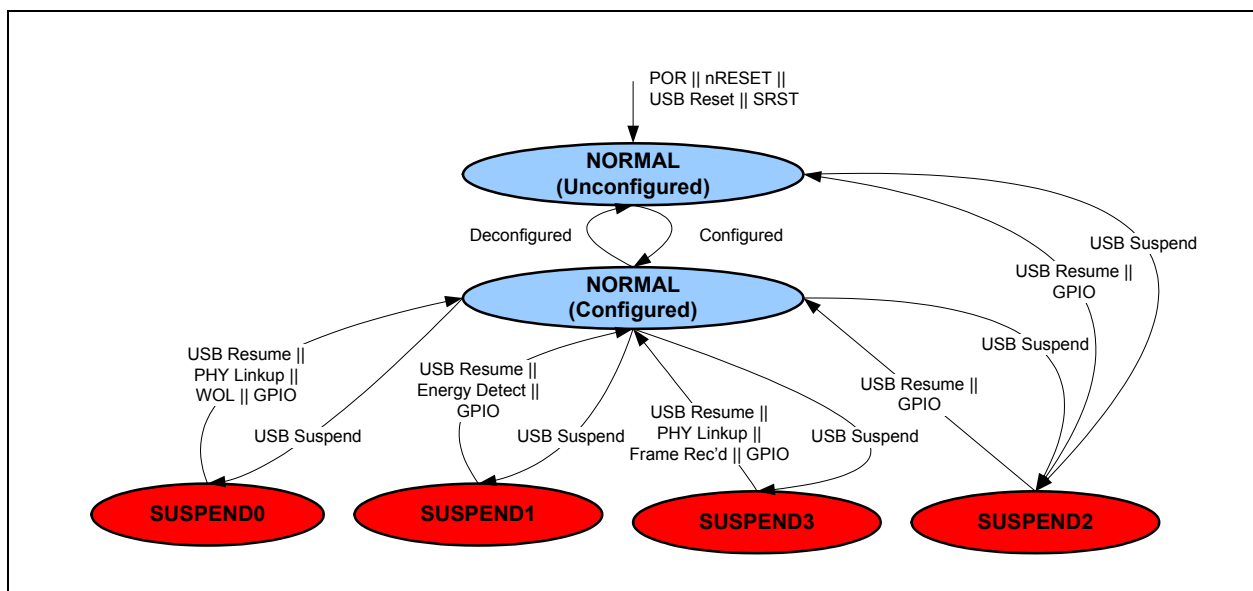 POR || nRESET ||
USB Reset || SRST
NORMAL
(Unconfigured)
Deconfigured
Configured
USB Suspend
USB Resume ||
GPIO
NORMAL
(Configured)
USB Resume ||
PHY Linkup ||
WOL || GPIO
USB Suspend
USB Resume ||
Energy Detect ||
GPIO
USB Suspend
USB Resume ||
PHY Linkup ||
Frame Rec'd || GPIO
USB Suspend
USB Resume ||
GPIO
USB Suspend
SUSPEND0
SUSPEND1
SUSPEND3
SUSPEND2